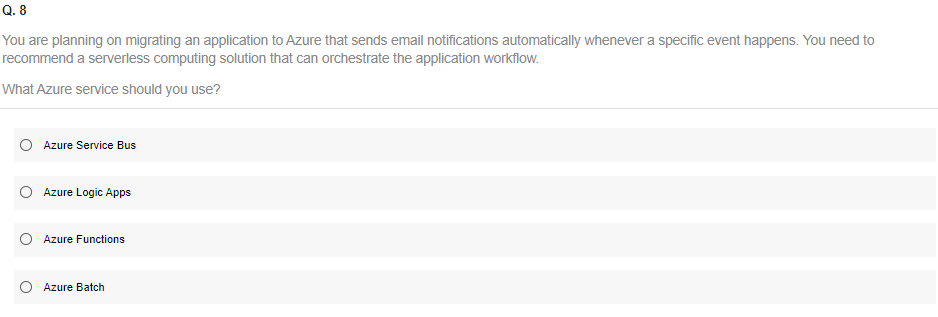 Q. 8
You are planning on migrating an application to Azure that sends email notifications automatically whenever a specific event happens. You need to
recommend a serverless computing solution that can orchestrate the application workflow.
What Azure service should you use?
Azure Service Bus
Azure Logic Apps
Azure Functions
Azure Batch